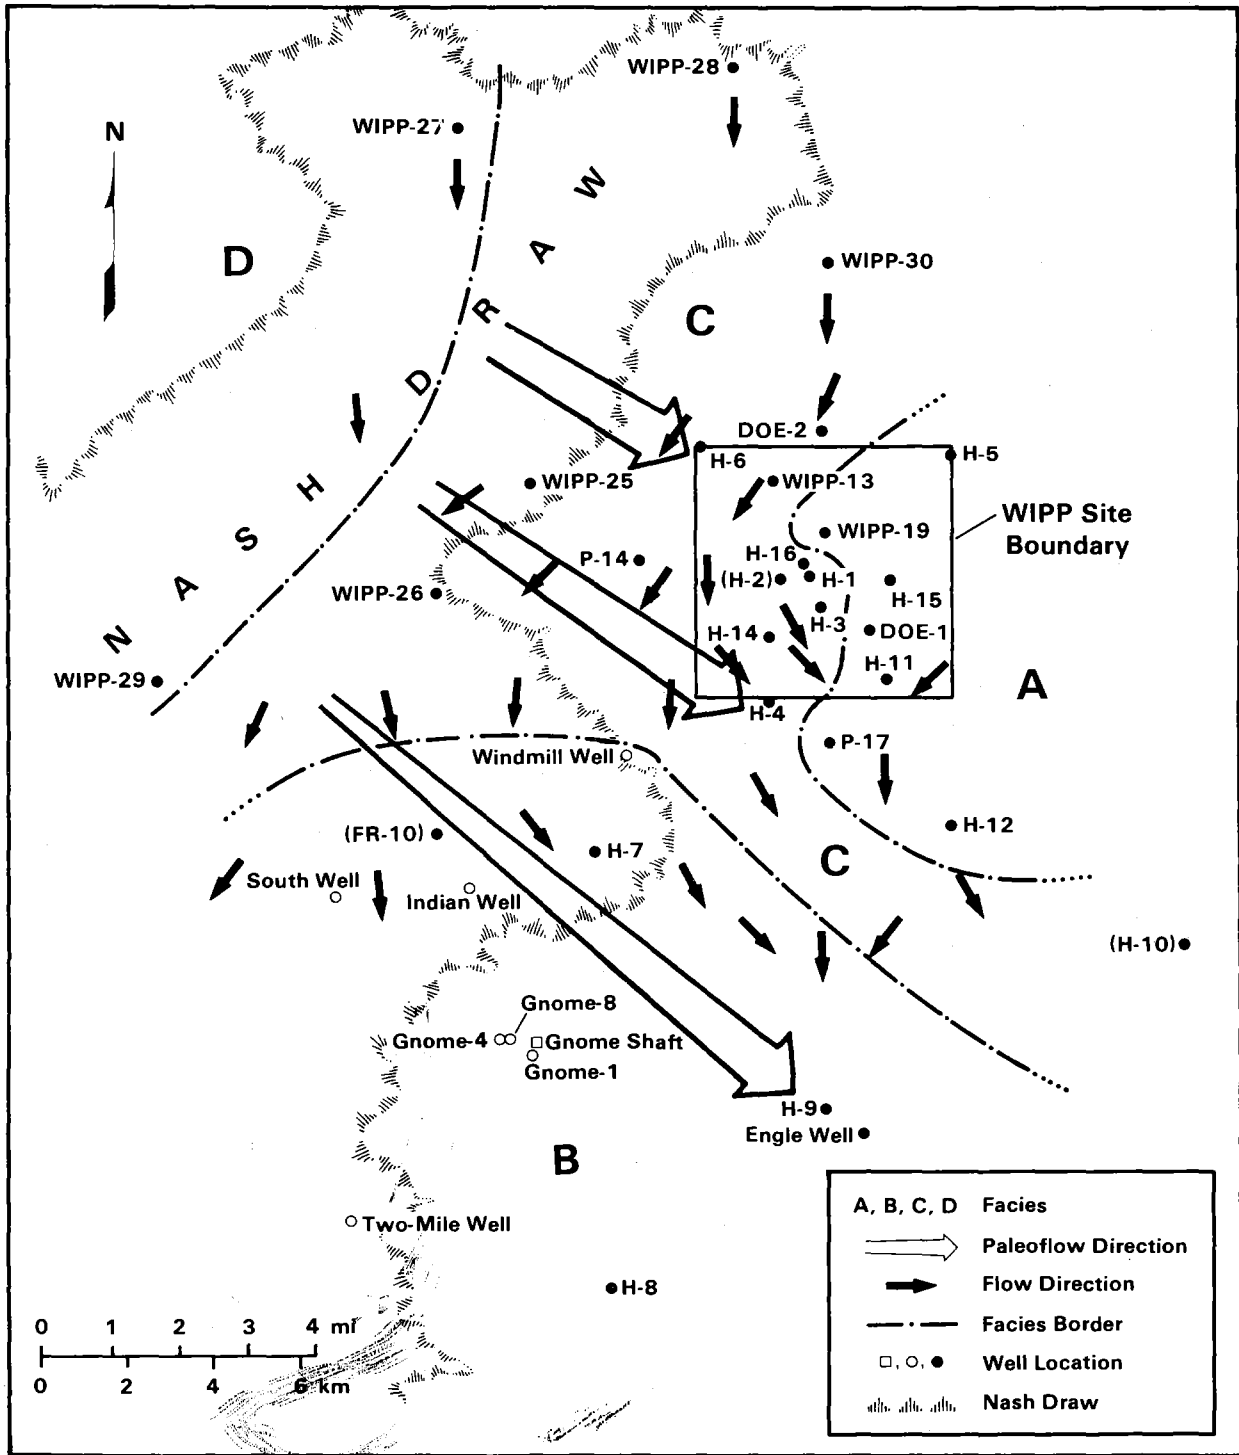 WIPP-28
WIPP-27
N
D
NASH DRAW
WIPP-30
C
DOE-2
H-6
H-5
WIPP-25
WIPP-13
WIPP Site
Boundary
WIPP-19
P-14
H-16
(H-2)
H-1
H-15
WIPP-26
H-3
H-14
DOE-1
H-11
WIPP-29
A
H-4
P-17
Windmill Well
H-12
(FR-10)
H-7
C
South Well
Indian Well
(H-10)
Gnome-8
Gnome-4
Gnome Shaft
Gnome-1
H-9
Engle Well
B
Two-Mile Well
H-8
A, B, C, D Facies
Paleoflow Direction
Flow Direction
Facies Border
□, ○, ● Well Location
Nash Draw
0 1 2 3 4 mi
0 2 4 6 km